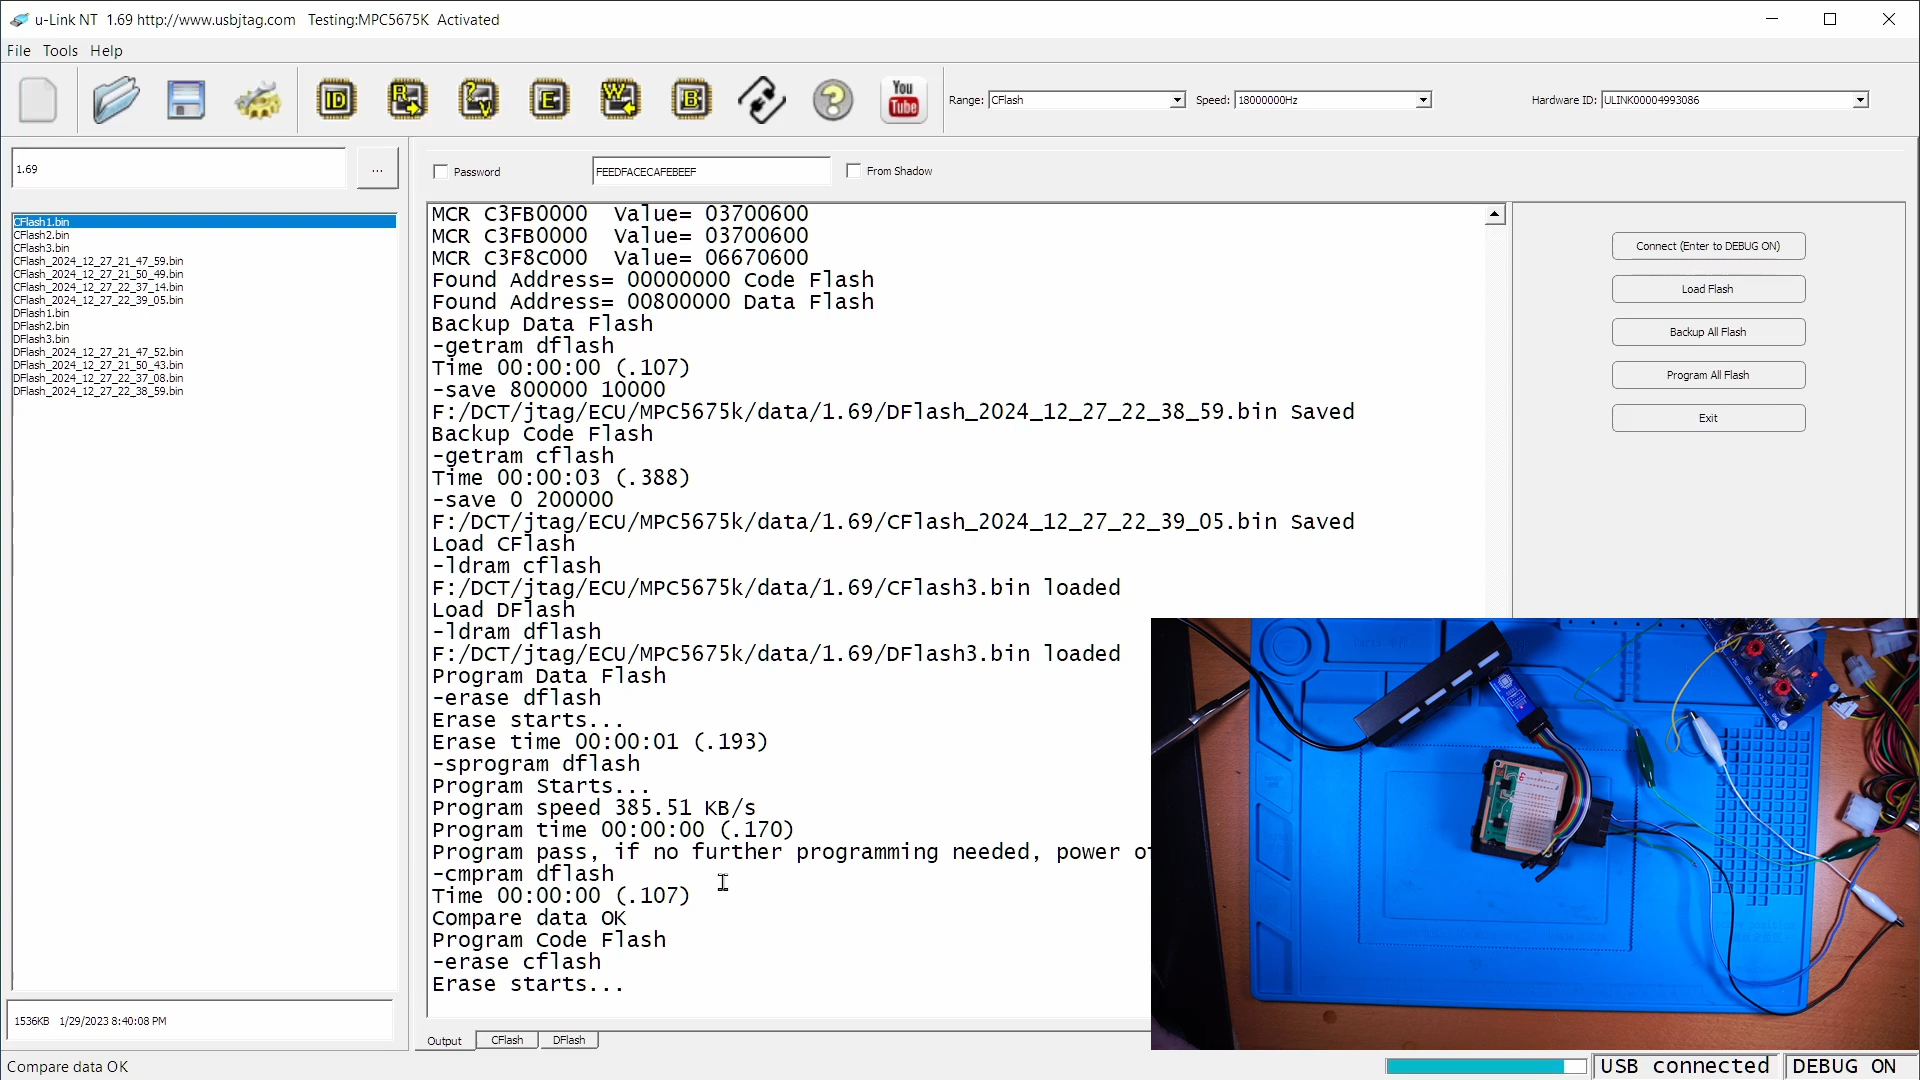 u-Link NT 1.69 http://www.usbjtag.com Testing:MPC5675K Activated
File Tools Help
ID
R
? V
E
W
B
?
You Tube
Range: CFlash
Speed: 18000000Hz
Hardware ID: ULINK00004993086
1.69
...
Password
FEEDFACECAFEBEEF
From Shadow
CFlash1.bin
CFlash2.bin
CFlash3.bin
CFlash_2024_12_27_21_47_59.bin
CFlash_2024_12_27_21_50_49.bin
CFlash_2024_12_27_22_37_14.bin
CFlash_2024_12_27_22_39_05.bin
DFlash1.bin
DFlash2.bin
DFlash3.bin
DFlash_2024_12_27_21_47_52.bin
DFlash_2024_12_27_21_50_43.bin
DFlash_2024_12_27_22_37_08.bin
DFlash_2024_12_27_22_38_59.bin
1536KB 1/29/2023 8:40:08 PM
MCR C3FB0000 Value= 03700600
MCR C3FB0000 Value= 03700600
MCR C3F8C000 Value= 06670600
Found Address= 00000000 Code Flash
Found Address= 00800000 Data Flash
Backup Data Flash
-getram dflash
Time 00:00:00 (.107)
-save 800000 10000
F:/DCT/jtag/ECU/MPC5675k/data/1.69/DFlash_2024_12_27_22_38_59.bin Saved
Backup Code Flash
-getram cflash
Time 00:00:03 (.388)
-save 0 200000
F:/DCT/jtag/ECU/MPC5675k/data/1.69/CFlash_2024_12_27_22_39_05.bin Saved
Load CFlash
-ldram cflash
F:/DCT/jtag/ECU/MPC5675k/data/1.69/CFlash3.bin loaded
Load DFlash
-ldram dflash
F:/DCT/jtag/ECU/MPC5675k/data/1.69/DFlash3.bin loaded
Program Data Flash
-erase dflash
Erase starts...
Erase time 00:00:01 (.193)
-sprogram dflash
Program Starts...
Program speed 385.51 KB/s
Program time 00:00:00 (.170)
Program pass, if no further programming needed, power
-cmpram dflash
Time 00:00:00 (.107)
Compare data OK
Program Code Flash
-erase cflash
Erase starts...
Connect (Enter to DEBUG ON)
Load Flash
Backup All Flash
Program All Flash
Exit
Output CFlash DFlash
Compare data OK
USB connected
DEBUG ON